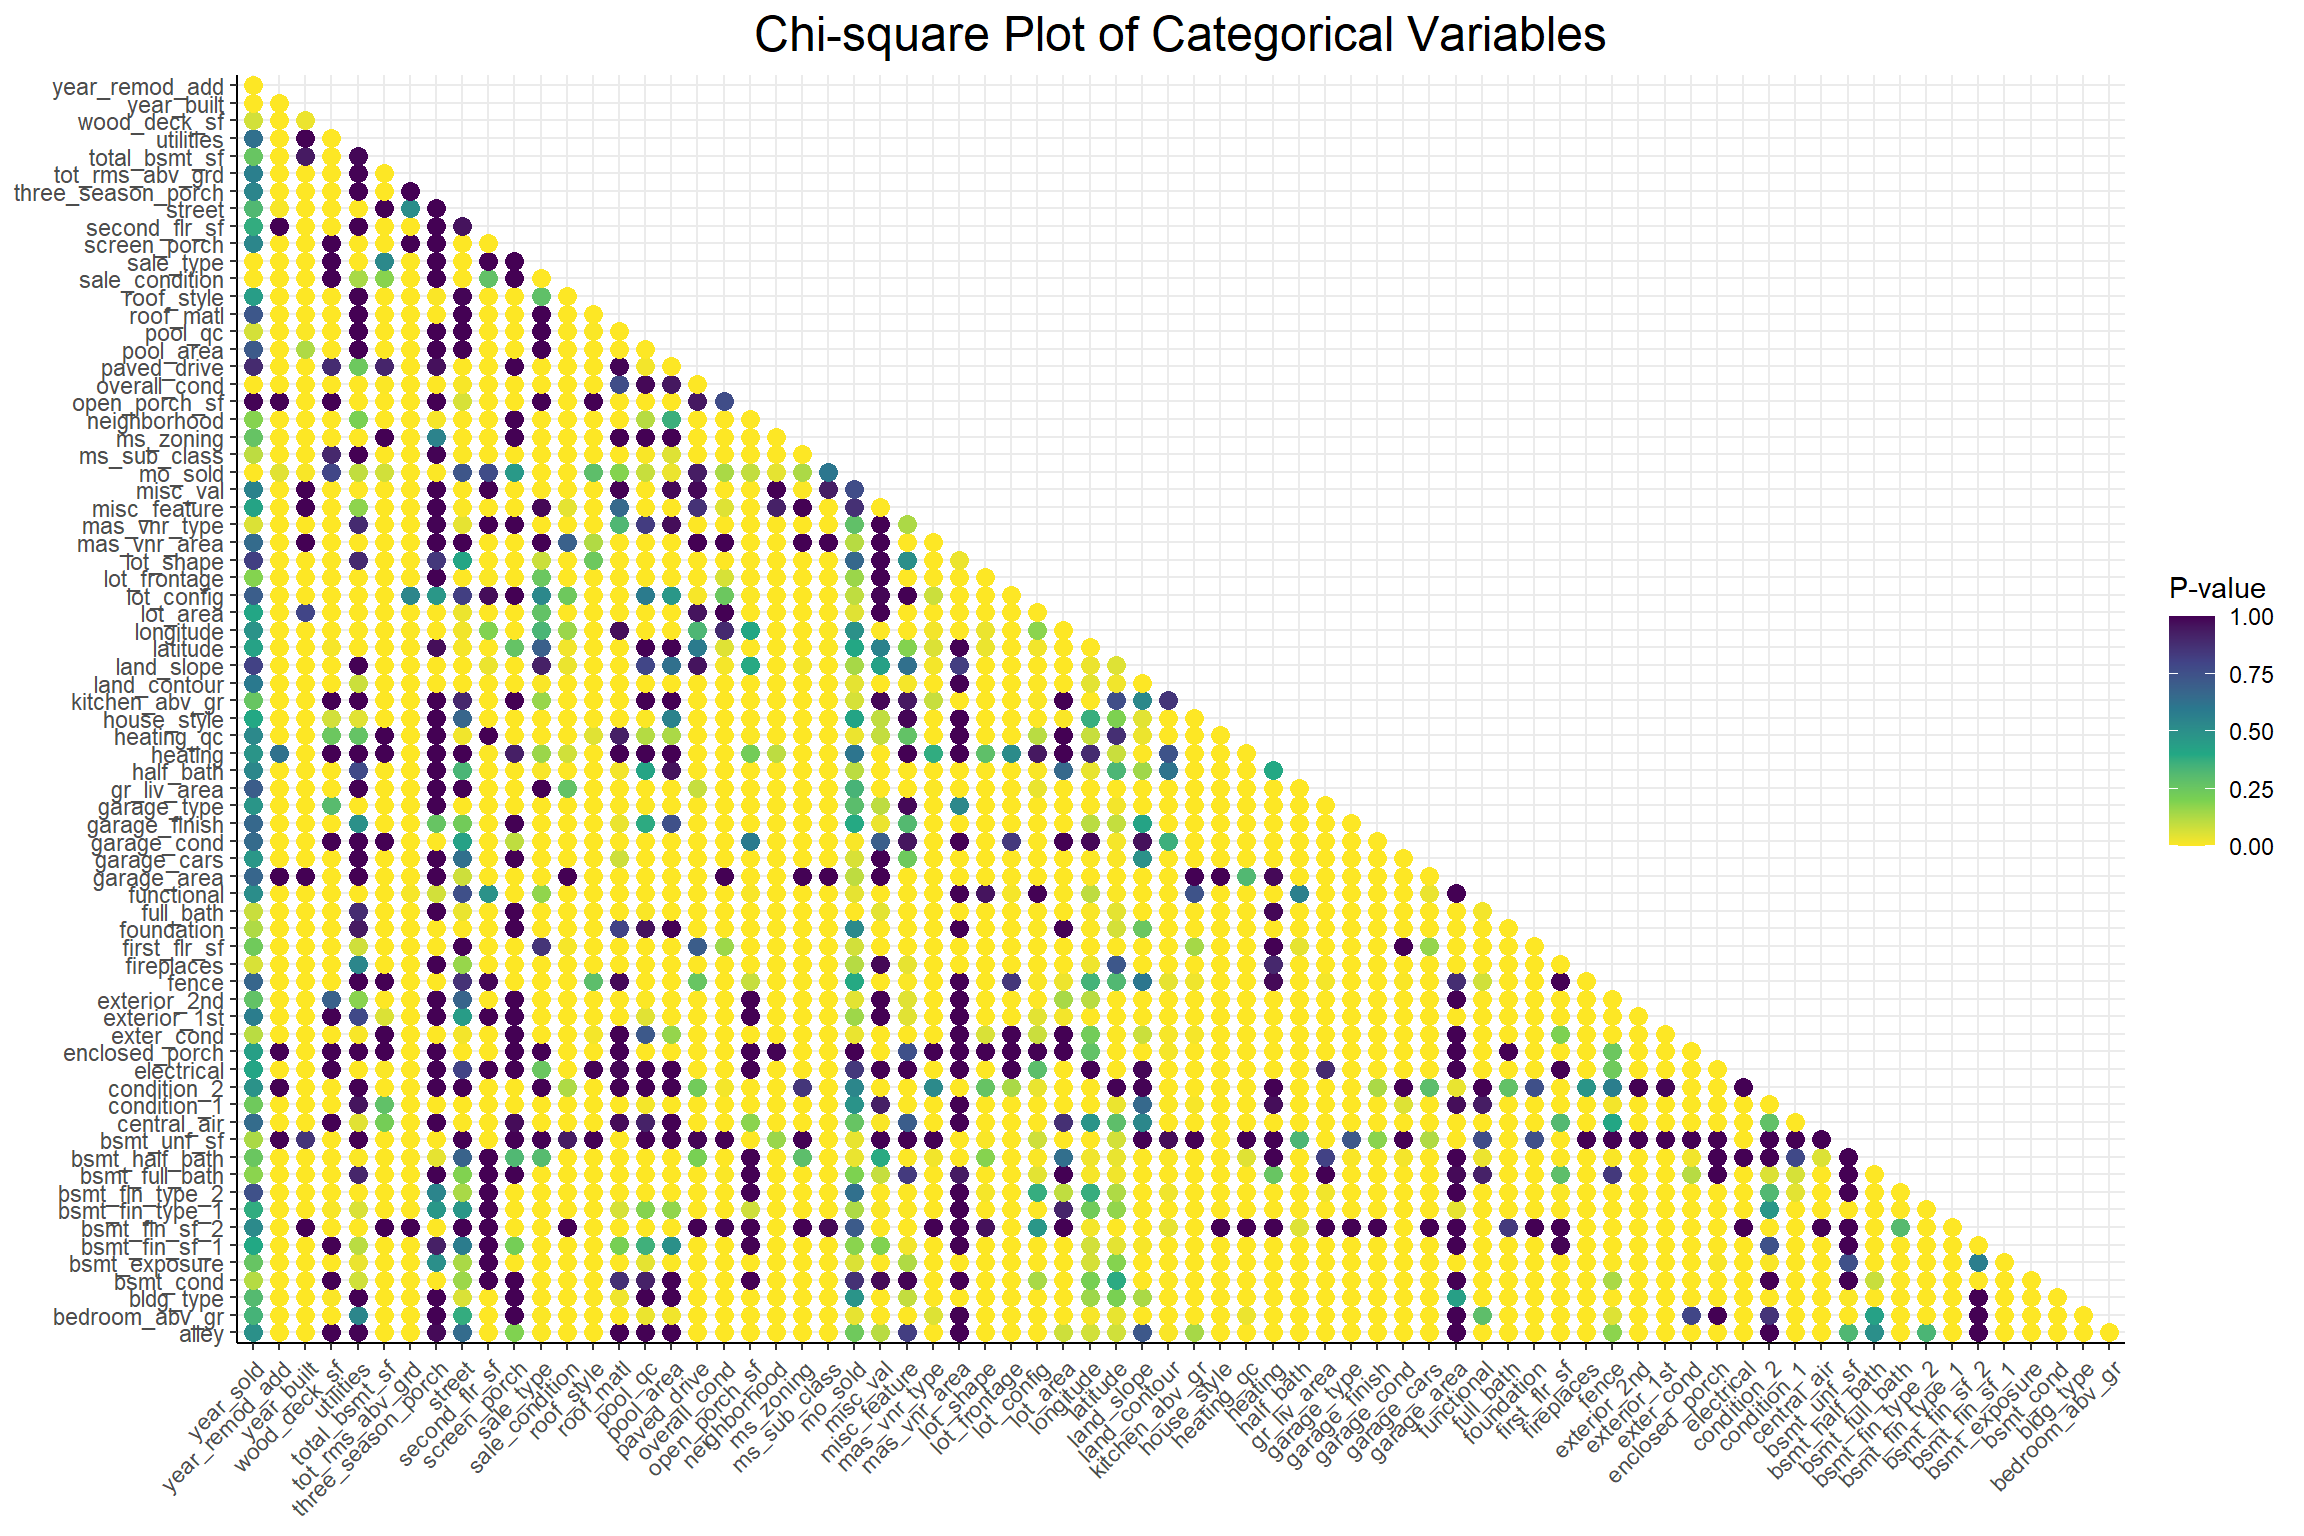 Chi-square Plot of Categorical Variables
year_remod_add
year_built
wood_deck_sf
utilities
total_bsmt_sf
tot_rms_abv_grd
three_season_porch
street
second_flr_sf
screen_porch
sale_type
sale_condition
roof_style
roof_matl
pool_qc
pool_area
paved_drive
overall_cond
open_porch_sf
neighborhood
ms_zoning
ms_sub_class
mo_sold
misc_val
misc_feature
mas_vnr_type
mas_vnr_area
lot_shape
lot_frontage
lot_config
lot_area
longitude
latitude
land_slope
land_contour
kitchen_abv_gr
house_style
heating_qc
heating
half_bath
gr_liv_area
garage_type
garage_finish
garage_cond
garage_cars
garage_area
functional
full_bath
foundation
first_flr_sf
fireplaces
fence
exterior_2nd
exterior_1st
exter_cond
enclosed_porch
electrical
condition_2
condition_1
central_air
bsmt_unf_sf
bsmt_half_bath
bsmt_full_bath
bsmt_fin_type_2
bsmt_fin_type_1
bsmt_fin_sf_2
bsmt_fin_sf_1
bsmt_exposure
bsmt_cond
bldg_type
bedroom_abv_gr
alley
year_sold
year_remod_add
year_built
wood_deck_sf
utilities
total_bsmt_sf
tot_rms_abv_grd
three_season_porch
street
second_flr_sf
screen_porch
sale_type
sale_condition
roof_style
roof_matl
pool_qc
pool_area
paved_drive
overall_cond
open_porch_sf
neighborhood
ms_zoning
ms_sub_class
mo_sold
misc_val
misc_feature
mas_vnr_type
mas_vnr_area
lot_shape
lot_frontage
lot_config
lot_area
longitude
latitude
land_slope
land_contour
kitchen_abv_gr
house_style
heating_qc
heating
half_bath
gr_liv_area
garage_type
garage_finish
garage_cond
garage_cars
garage_area
functional
full_bath
foundation
first_flr_sf
fireplaces
fence
exterior_2nd
exterior_1st
exter_cond
enclosed_porch
electrical
condition_2
condition_1
central_air
bsmt_unf_sf
bsmt_half_bath
bsmt_full_bath
bsmt_fin_type_2
bsmt_fin_type_1
bsmt_fin_sf_2
bsmt_fin_sf_1
bsmt_exposure
bsmt_cond
bldg_type
bedroom_abv_gr
P-value
1.00
0.75
0.50
0.25
0.00